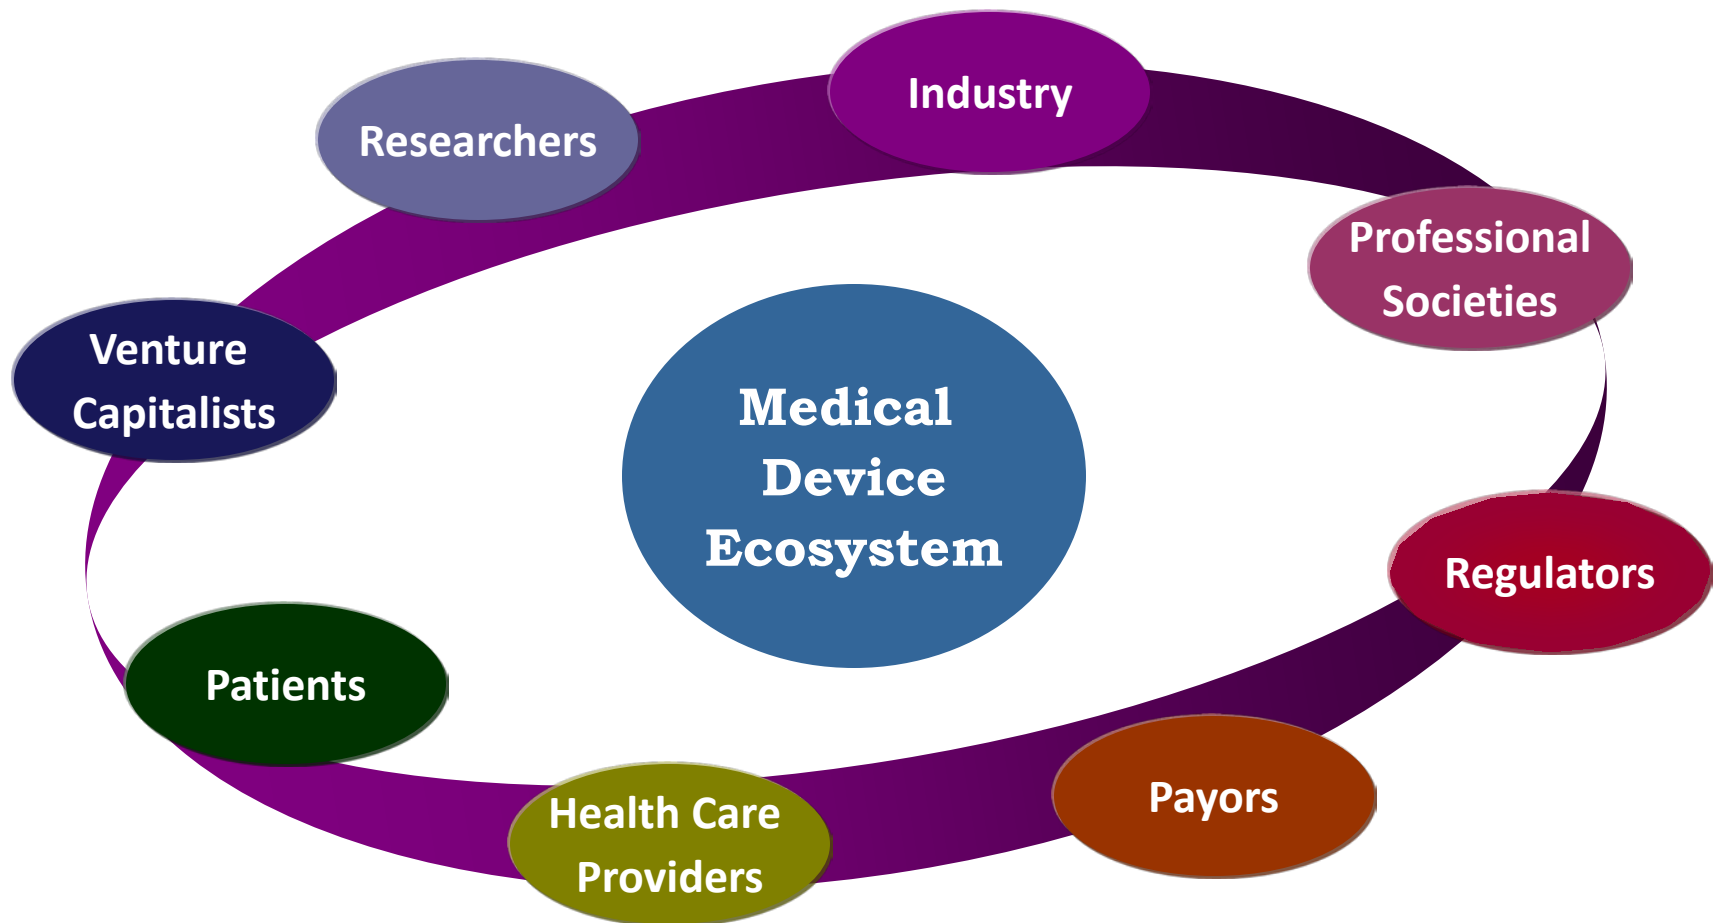 Industry
Researchers
Professional
Societies
Venture
Capitalists
Medical
Device
Ecosystem
Regulators
Patients
Payors
Health Care
Providers